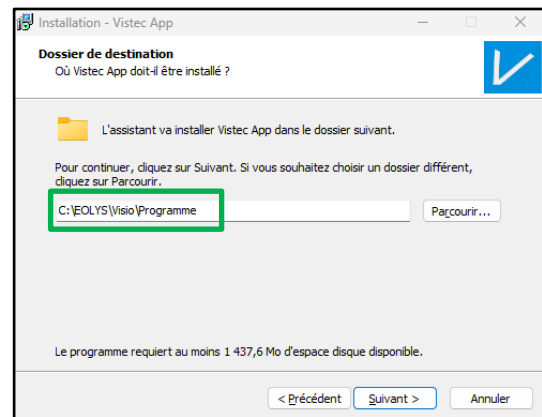 Installation - Vistec App
Dossier de destination
Où Vistec App doit-il être installé ?
L'assistant va installer Vistec App dans le dossier suivant.
Pour continuer, cliquez sur Suivant. Si vous souhaitez choisir un dossier différent,
cliquez sur Parcourir.
C:\EOLYS\Visio\Programme
Parcourir...
Le programme requiert au moins 1 437,6 Mo d'espace disque disponible.
< Précédent Suivant > Annuler